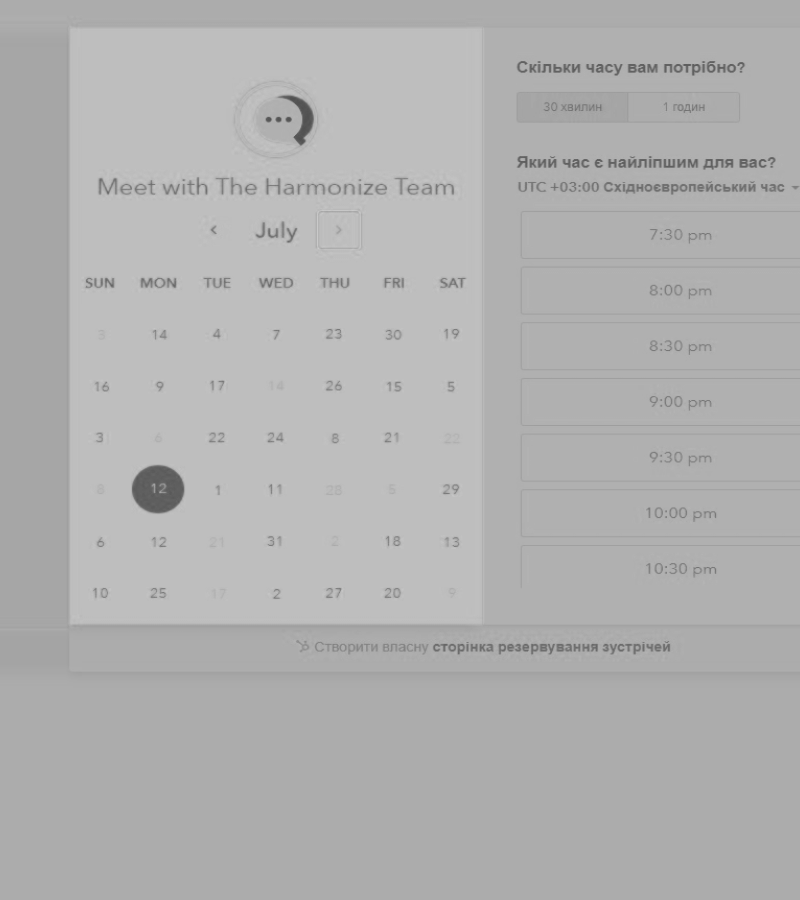 Meet with The Harmonize Team
July
SUN MON TUE WED THU FRI SAT
14 4 7 23 30 19
16 9 17 14 26 15 5
3 6 22 24 8 21 22
8 12 1 11 28 5 29
6 12 21 31 2 18 13
10 25 17 2 27 20 9
Скільки часу вам потрібно?
30 хвилин 1 годин
Який час є найліпшим для вас?
UTC +03:00 Східноєвропейський час
7:30 pm
8:00 pm
8:30 pm
9:00 pm
9:30 pm
10:00 pm
10:30 pm
Створити власну сторінка резервування зустрічей